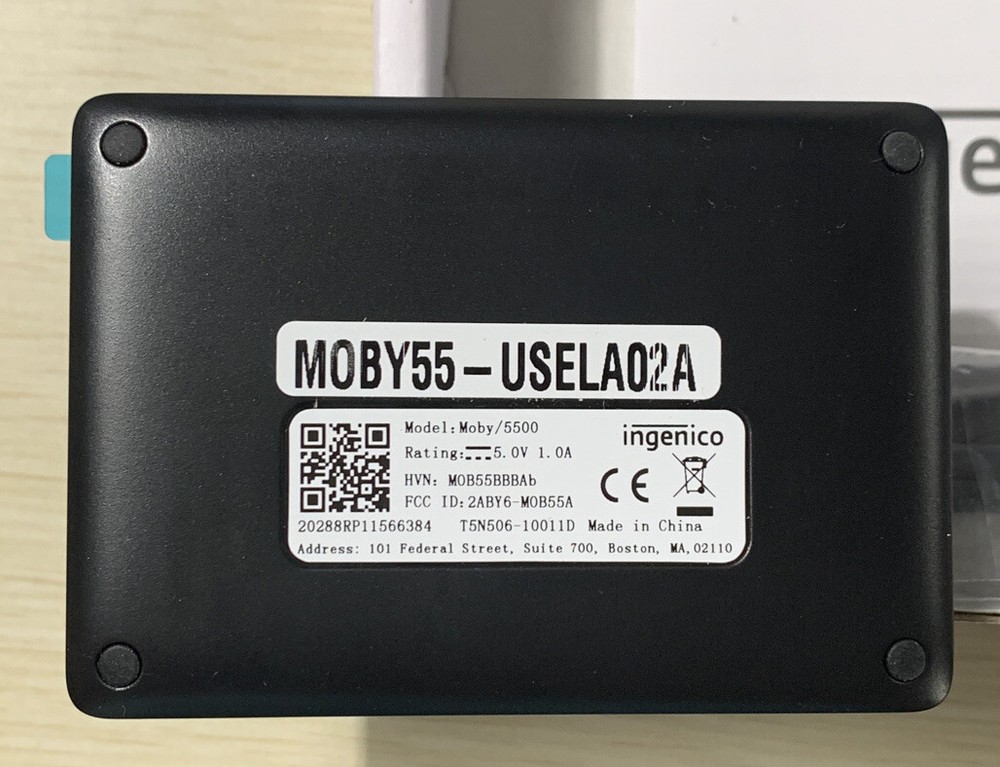 e
MOBY55-USELA02A
Model:Moby/5500
ingenico
Rating:⎓5.0V 1.0A
HVN: MOB55BBBAb
CE
FCC ID:2ABY6-MOB55A
20288RP11566384 T5N506-10011D Made in China
Address: 101 Federal Street, Suite 700, Boston, MA,02110